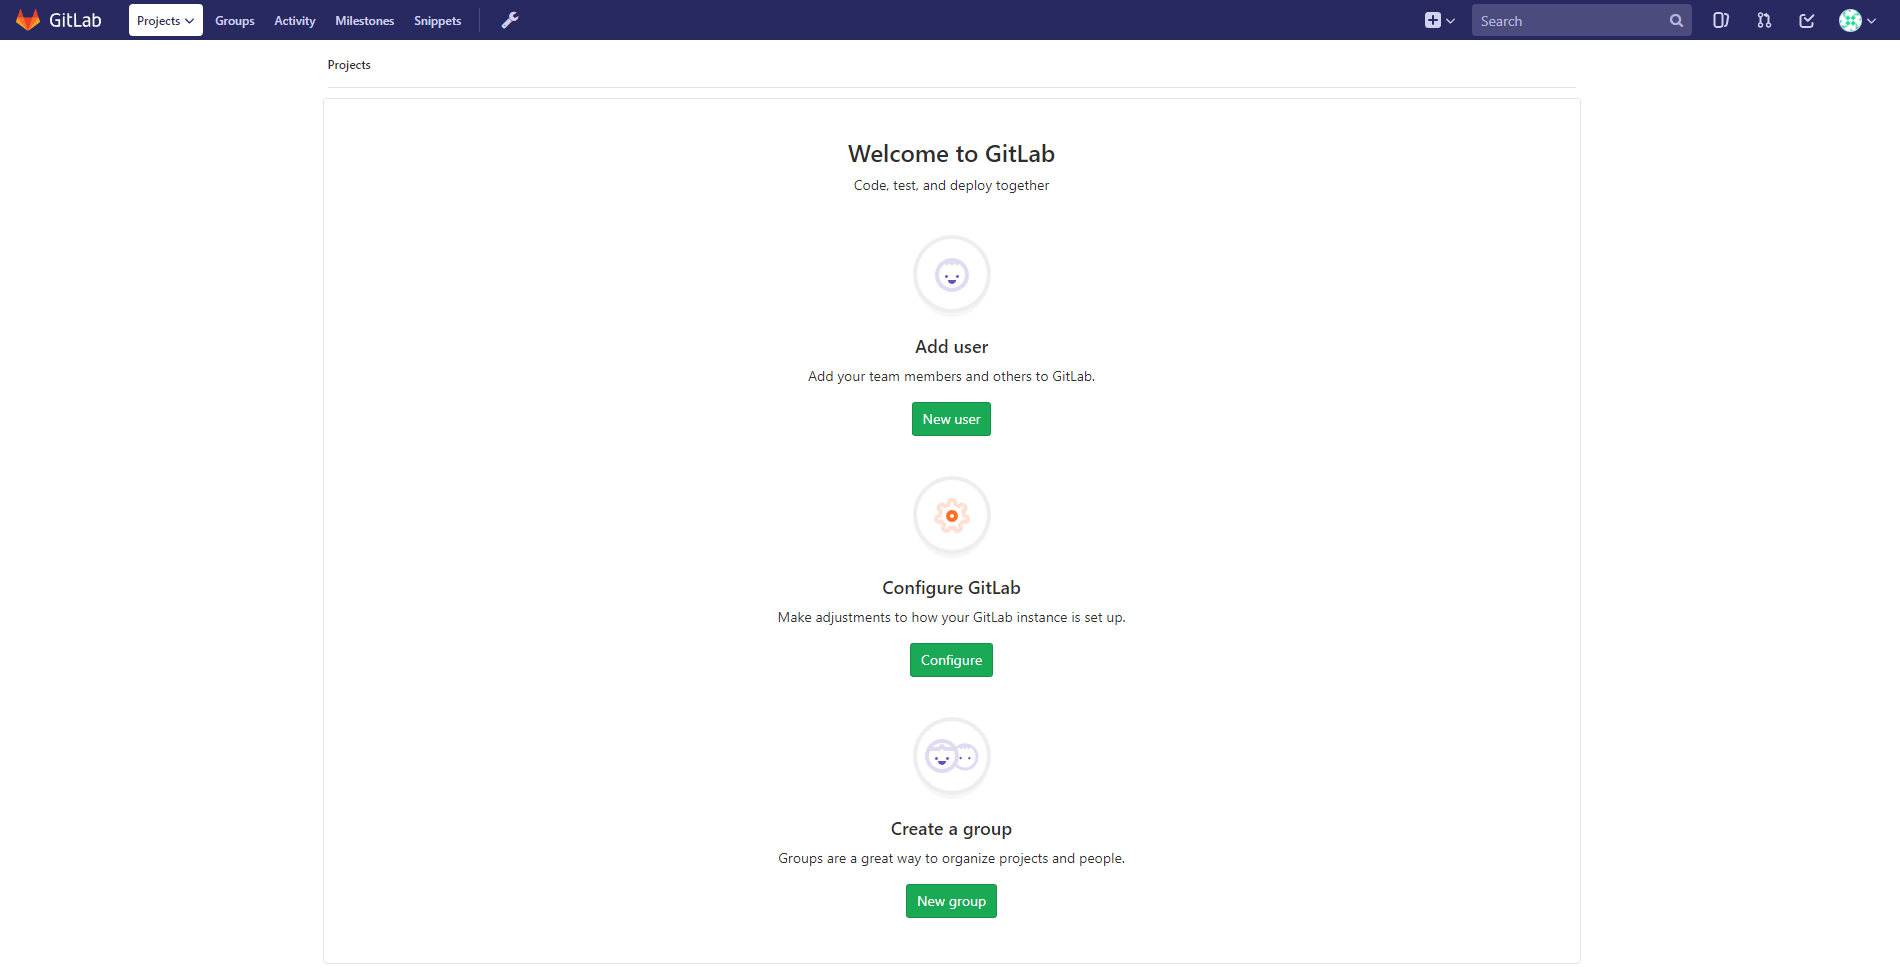 GitLab Projects Groups Activity Milestones Snippets Search
Projects
Welcome to GitLab
Code, test, and deploy together
Add user
Add your team members and others to GitLab.
New user
Configure GitLab
Make adjustments to how your GitLab instance is set up.
Configure
Create a group
Groups are a great way to organize projects and people.
New group